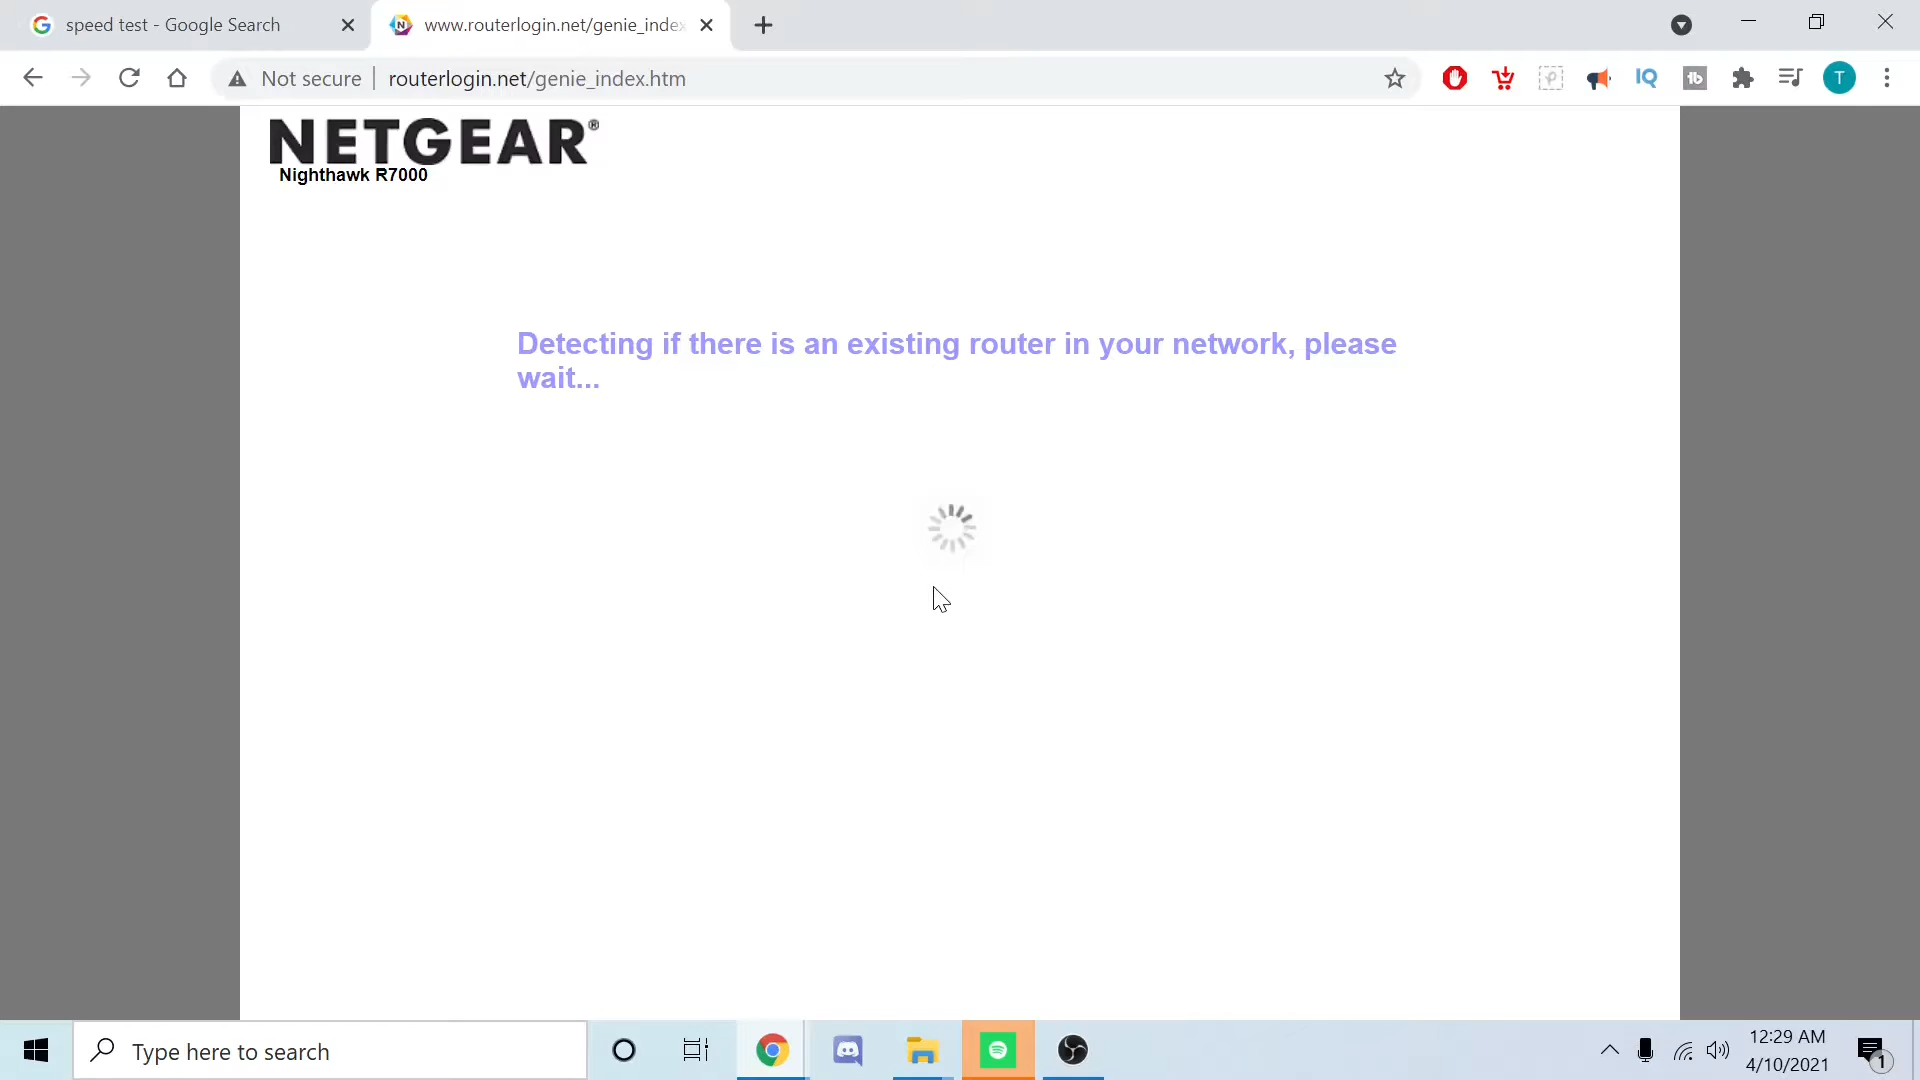 speed test - Google Search
www.routerlogin.net/genie_index
Not secure
routerlogin.net/genie_index.htm
IQ
tb
T
NETGEAR®
Nighthawk R7000
Detecting if there is an existing router in your network, please
wait...
Type here to search
12:29 AM
4/10/2021
1